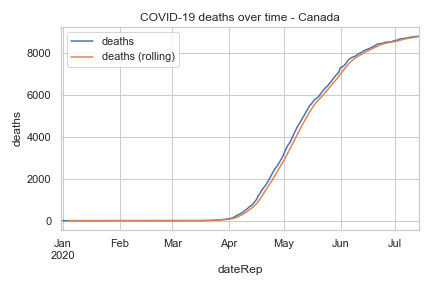 COVID-19 deaths over time - Canada
deaths
deaths (rolling)
8000
6000
4000
2000
0
deaths
Jan Feb Mar Apr May Jun Jul
2020
dateRep